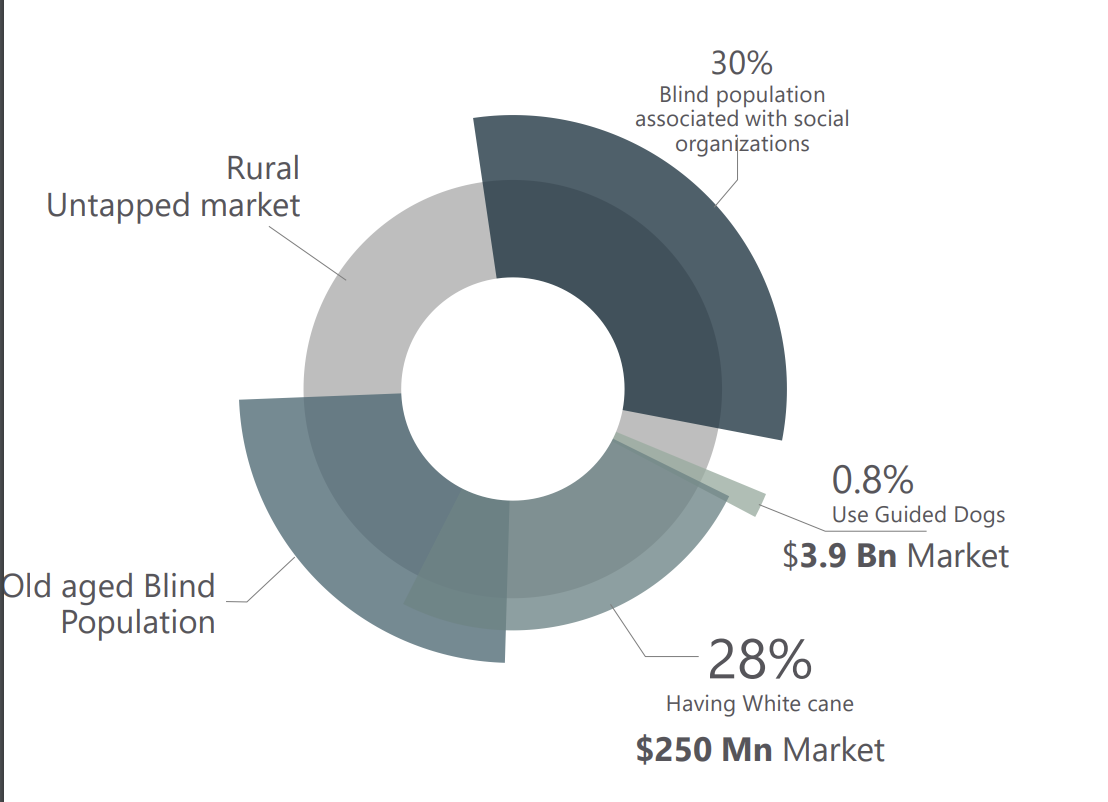 30%
Blind population
associated with social
organizations
Rural
Untapped market
0.8%
Use Guided Dogs
$3.9 Bn Market
Old aged Blind
Population
28%
Having White cane
$250 Mn Market